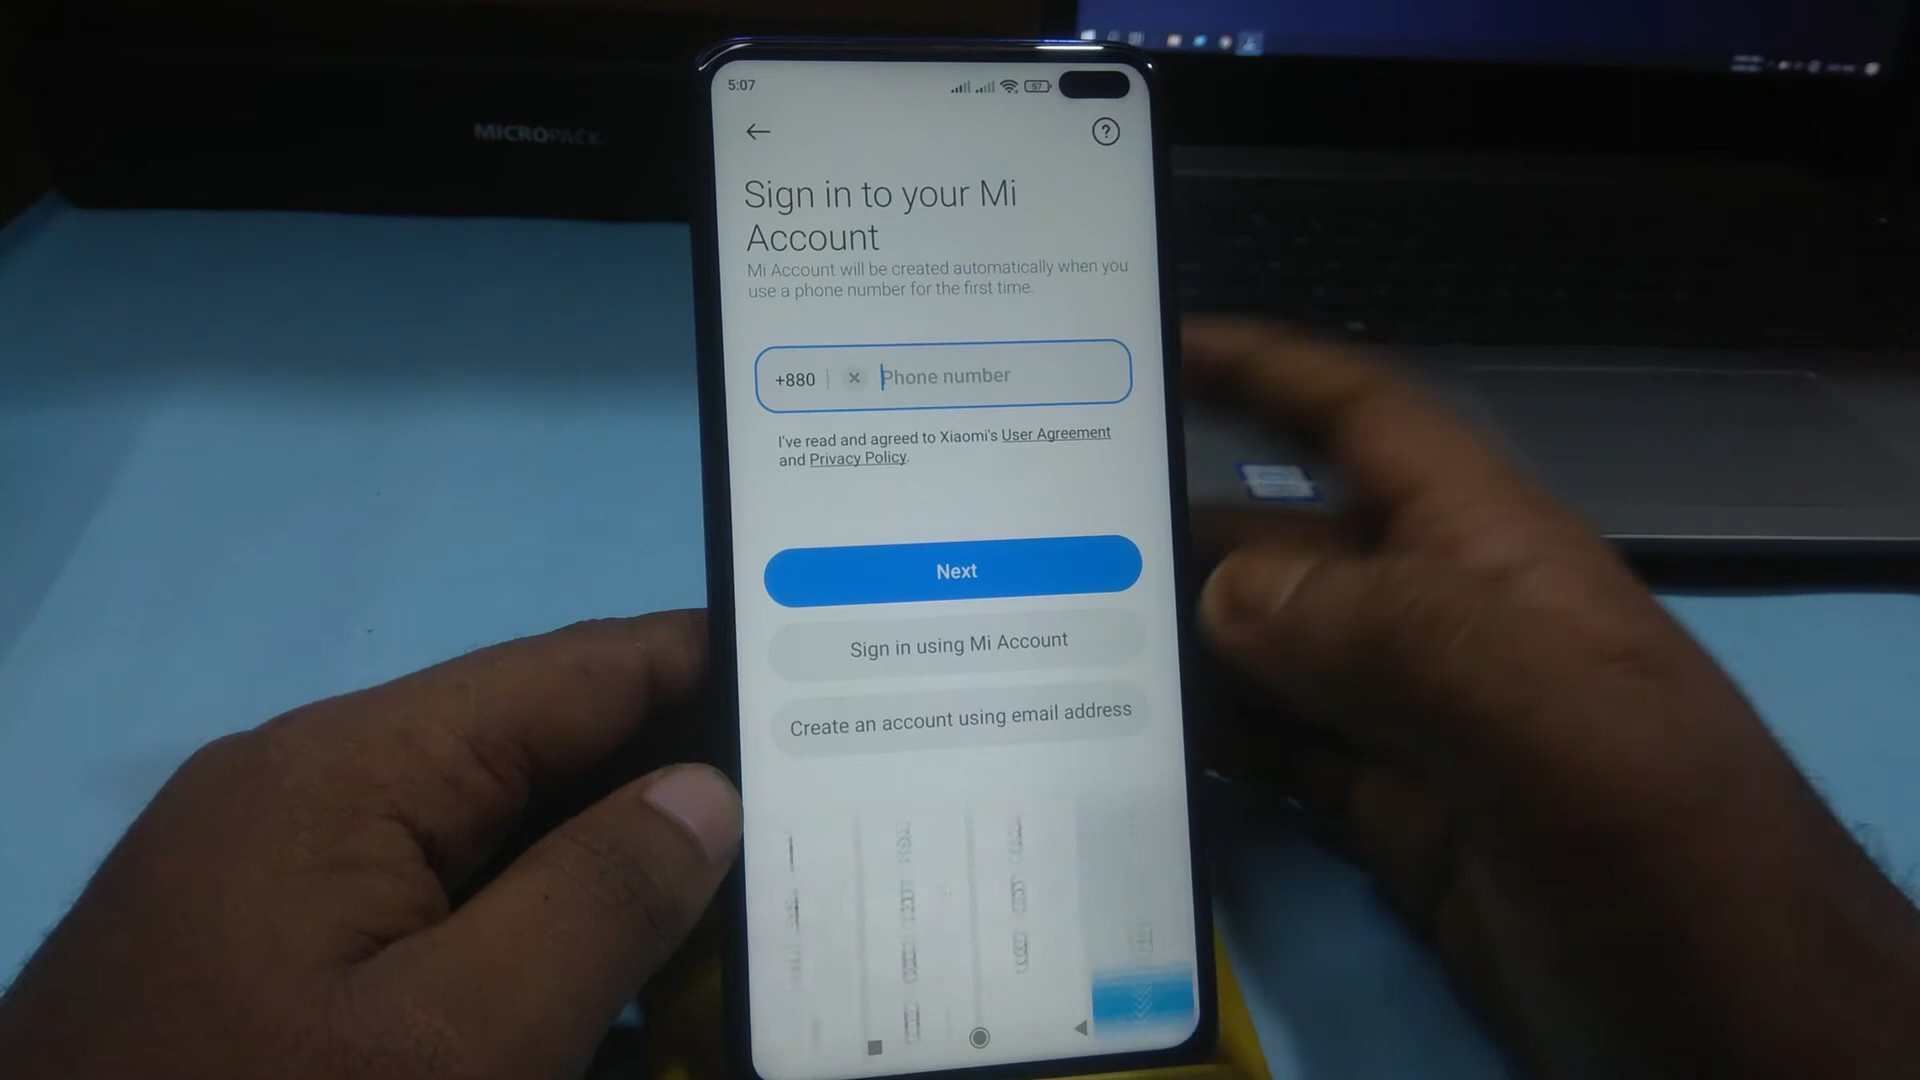 MICROPACK
5:07
57
Sign in to your Mi
Account
Mi Account will be created automatically when you
use a phone number for the first time.
+880
Phone number
I've read and agreed to Xiaomi's User Agreement
and Privacy Policy.
Next
Sign in using Mi Account
Create an account using email address